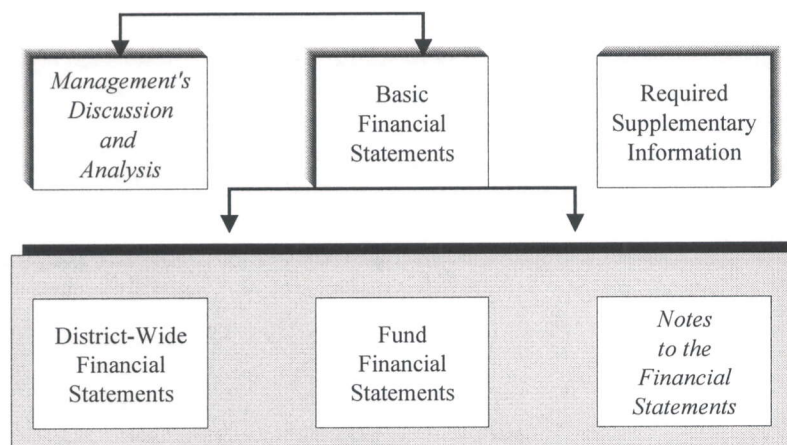 Management's
Discussion
and
Analysis
Basic
Financial
Statements
Required
Supplementary
Information
District-Wide
Financial
Statements
Fund
Financial
Statements
Notes
to the
Financial
Statements